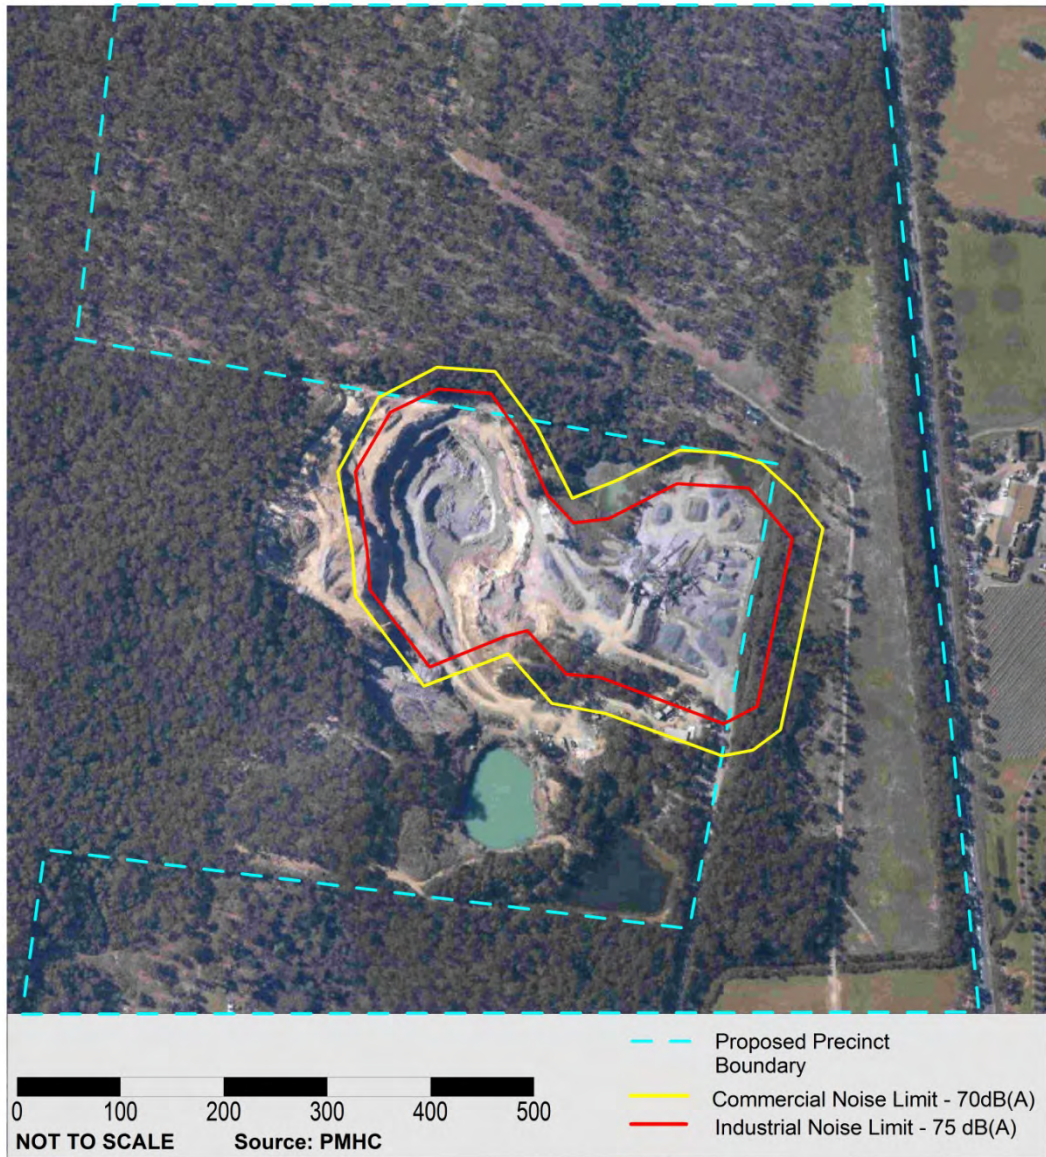 Proposed Precinct
Boundary
Commercial Noise Limit - 70dB(A)
Industrial Noise Limit - 75 dB(A)
0 100 200 300 400 500
NOT TO SCALE Source: PMHC